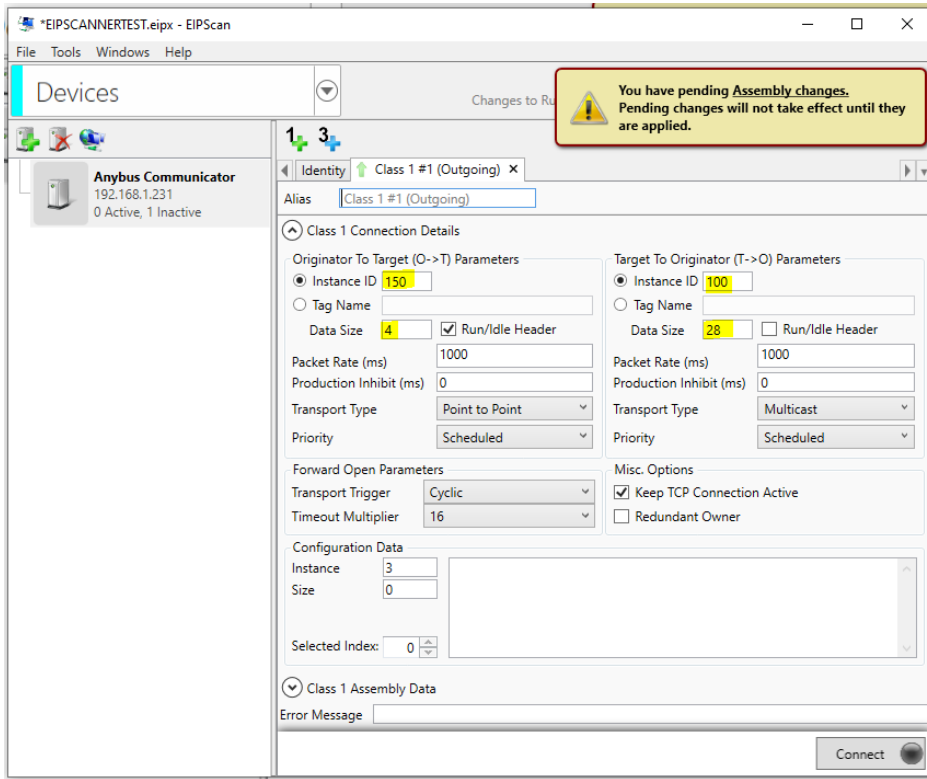 *EIPSCANNERTEST.eipx - EIPScan
File Tools Windows Help
Devices
Changes to Ru
You have pending Assembly changes.
Pending changes will not take effect until they
are applied.
1 3
Anybus Communicator
192.168.1.231
0 Active, 1 Inactive
Identity Class 1 #1 (Outgoing)
Alias Class 1 #1 (Outgoing)
Class 1 Connection Details
Originator To Target (O->T) Parameters
Instance ID 150
Tag Name
Data Size 4 Run/Idle Header
Packet Rate (ms) 1000
Production Inhibit (ms) 0
Transport Type Point to Point
Priority Scheduled
Target To Originator (T->O) Parameters
Instance ID 100
Tag Name
Data Size 28 Run/Idle Header
Packet Rate (ms) 1000
Production Inhibit (ms) 0
Transport Type Multicast
Priority Scheduled
Forward Open Parameters
Transport Trigger Cyclic
Timeout Multiplier 16
Misc. Options
Keep TCP Connection Active
Redundant Owner
Configuration Data
Instance 3
Size 0
Selected Index: 0
Class 1 Assembly Data
Error Message
Connect